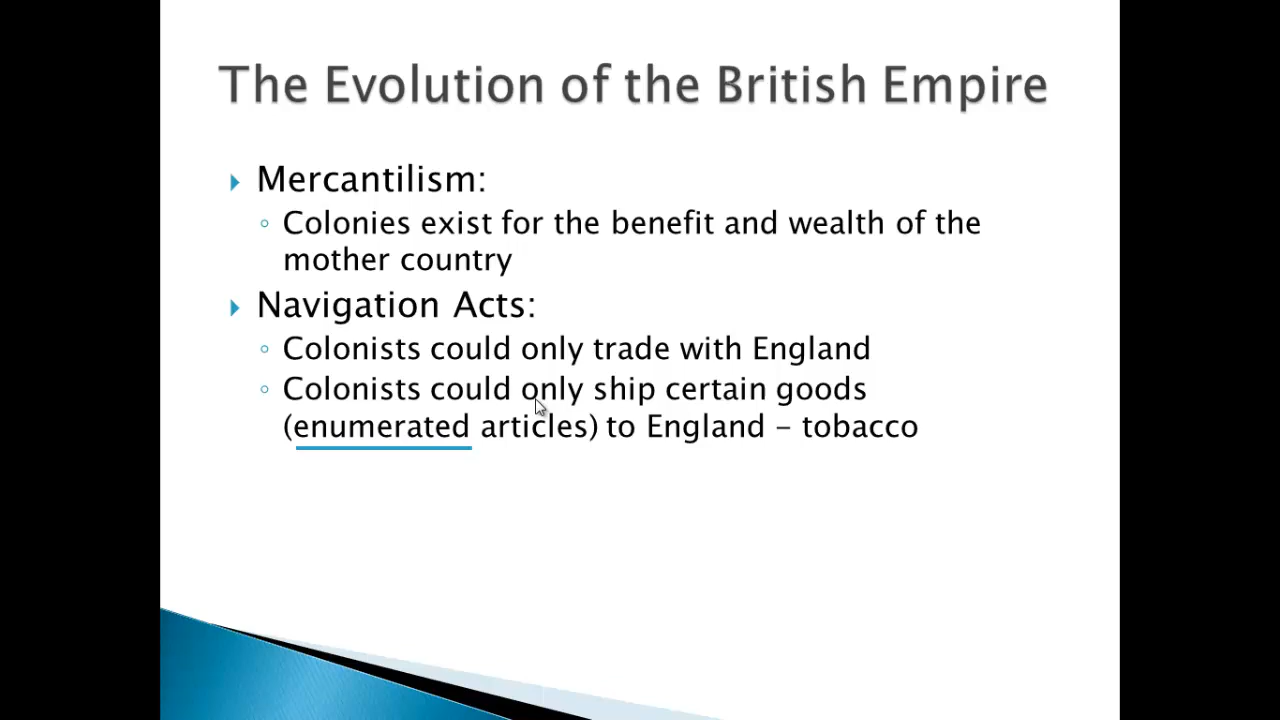 The Evolution of the British Empire
Mercantilism:
Colonies exist for the benefit and wealth of the
mother country
Navigation Acts:
Colonists could only trade with England
Colonists could only ship certain goods
(enumerated articles) to England – tobacco